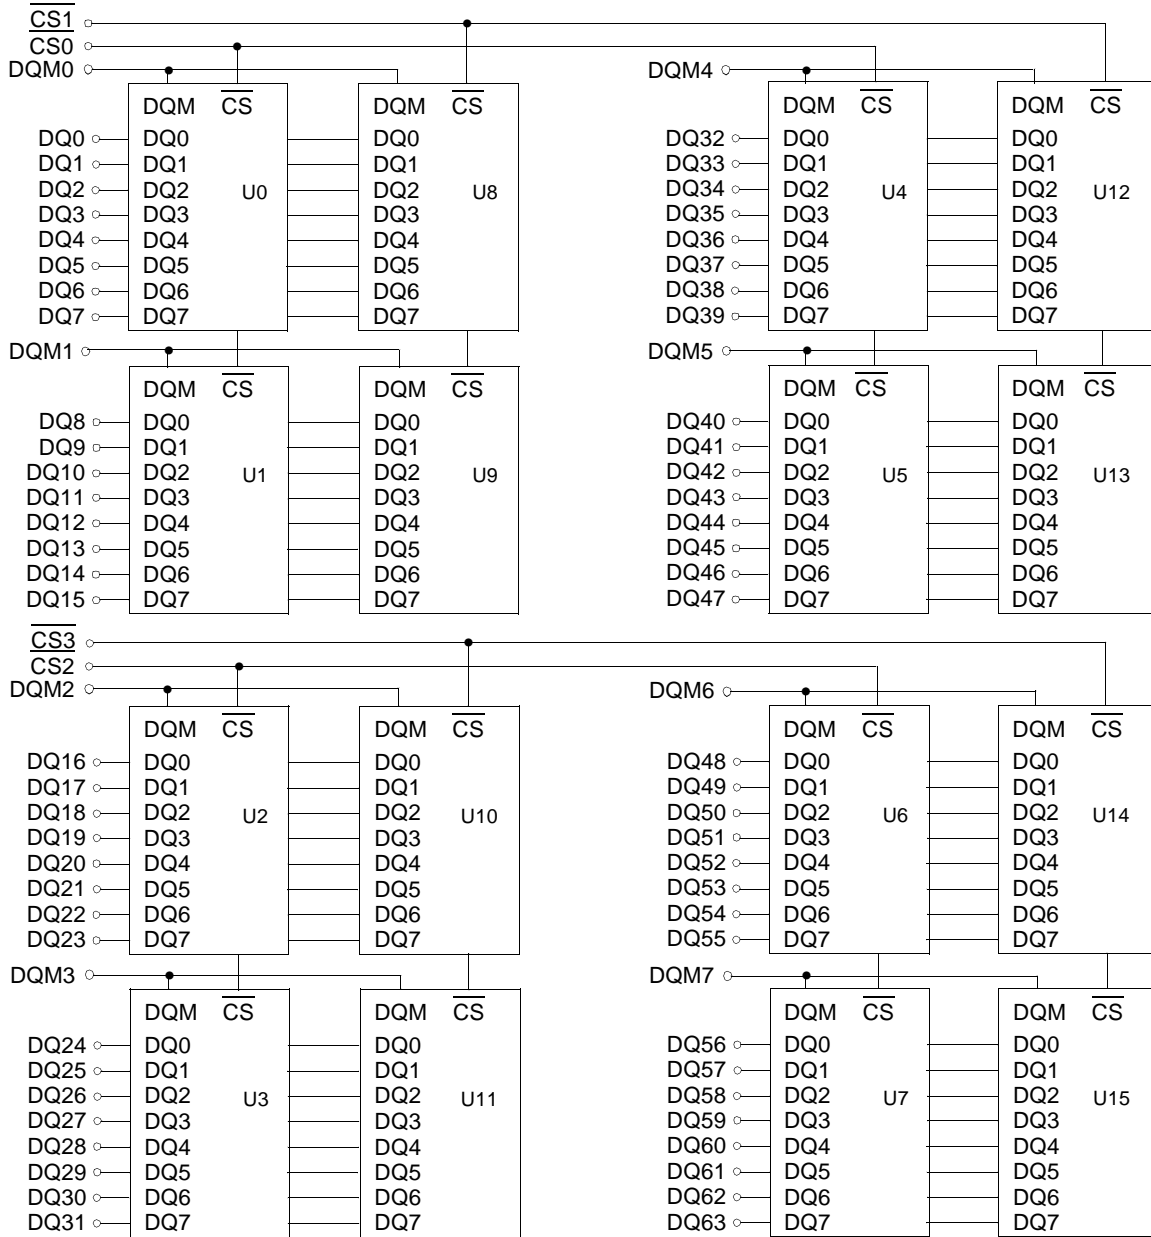 CS1
CS0
DQM0 DQM4
DQM CS DQM CS DQM CS DQM CS
DQ0 DQ0 DQ0 DQ32 DQ0 DQ0
DQ1 DQ1 DQ1 DQ33 DQ1 DQ1
DQ2 DQ2 U0 DQ2 U8 DQ34 DQ2 U4 DQ2 U12
DQ3 DQ3 DQ3 DQ35 DQ3 DQ3
DQ4 DQ4 DQ4 DQ36 DQ4 DQ4
DQ5 DQ5 DQ5 DQ37 DQ5 DQ5
DQ6 DQ6 DQ6 DQ38 DQ6 DQ6
DQ7 DQ7 DQ7 DQ39 DQ7 DQ7
DQM1 DQM5
DQM CS DQM CS DQM CS DQM CS
DQ8 DQ0 DQ0 DQ40 DQ0 DQ0
DQ9 DQ1 DQ1 DQ41 DQ1 DQ1
DQ10 DQ2 U1 DQ2 U9 DQ42 DQ2 U5 DQ2 U13
DQ11 DQ3 DQ3 DQ43 DQ3 DQ3
DQ12 DQ4 DQ4 DQ44 DQ4 DQ4
DQ13 DQ5 DQ5 DQ45 DQ5 DQ5
DQ14 DQ6 DQ6 DQ46 DQ6 DQ6
DQ15 DQ7 DQ7 DQ47 DQ7 DQ7
CS3
CS2
DQM2 DQM6
DQM CS DQM CS DQM CS DQM CS
DQ16 DQ0 DQ0 DQ48 DQ0 DQ0
DQ17 DQ1 DQ1 DQ49 DQ1 DQ1
DQ18 DQ2 U2 DQ2 U10 DQ50 DQ2 U6 DQ2 U14
DQ19 DQ3 DQ3 DQ51 DQ3 DQ3
DQ20 DQ4 DQ4 DQ52 DQ4 DQ4
DQ21 DQ5 DQ5 DQ53 DQ5 DQ5
DQ22 DQ6 DQ6 DQ54 DQ6 DQ6
DQ23 DQ7 DQ7 DQ55 DQ7 DQ7
DQM3 DQM7
DQM CS DQM CS DQM CS DQM CS
DQ24 DQ0 DQ0 DQ56 DQ0 DQ0
DQ25 DQ1 DQ1 DQ57 DQ1 DQ1
DQ26 DQ2 U3 DQ2 U11 DQ58 DQ2 U7 DQ2 U15
DQ27 DQ3 DQ3 DQ59 DQ3 DQ3
DQ28 DQ4 DQ4 DQ60 DQ4 DQ4
DQ29 DQ5 DQ5 DQ61 DQ5 DQ5
DQ30 DQ6 DQ6 DQ62 DQ6 DQ6
DQ31 DQ7 DQ7 DQ63 DQ7 DQ7